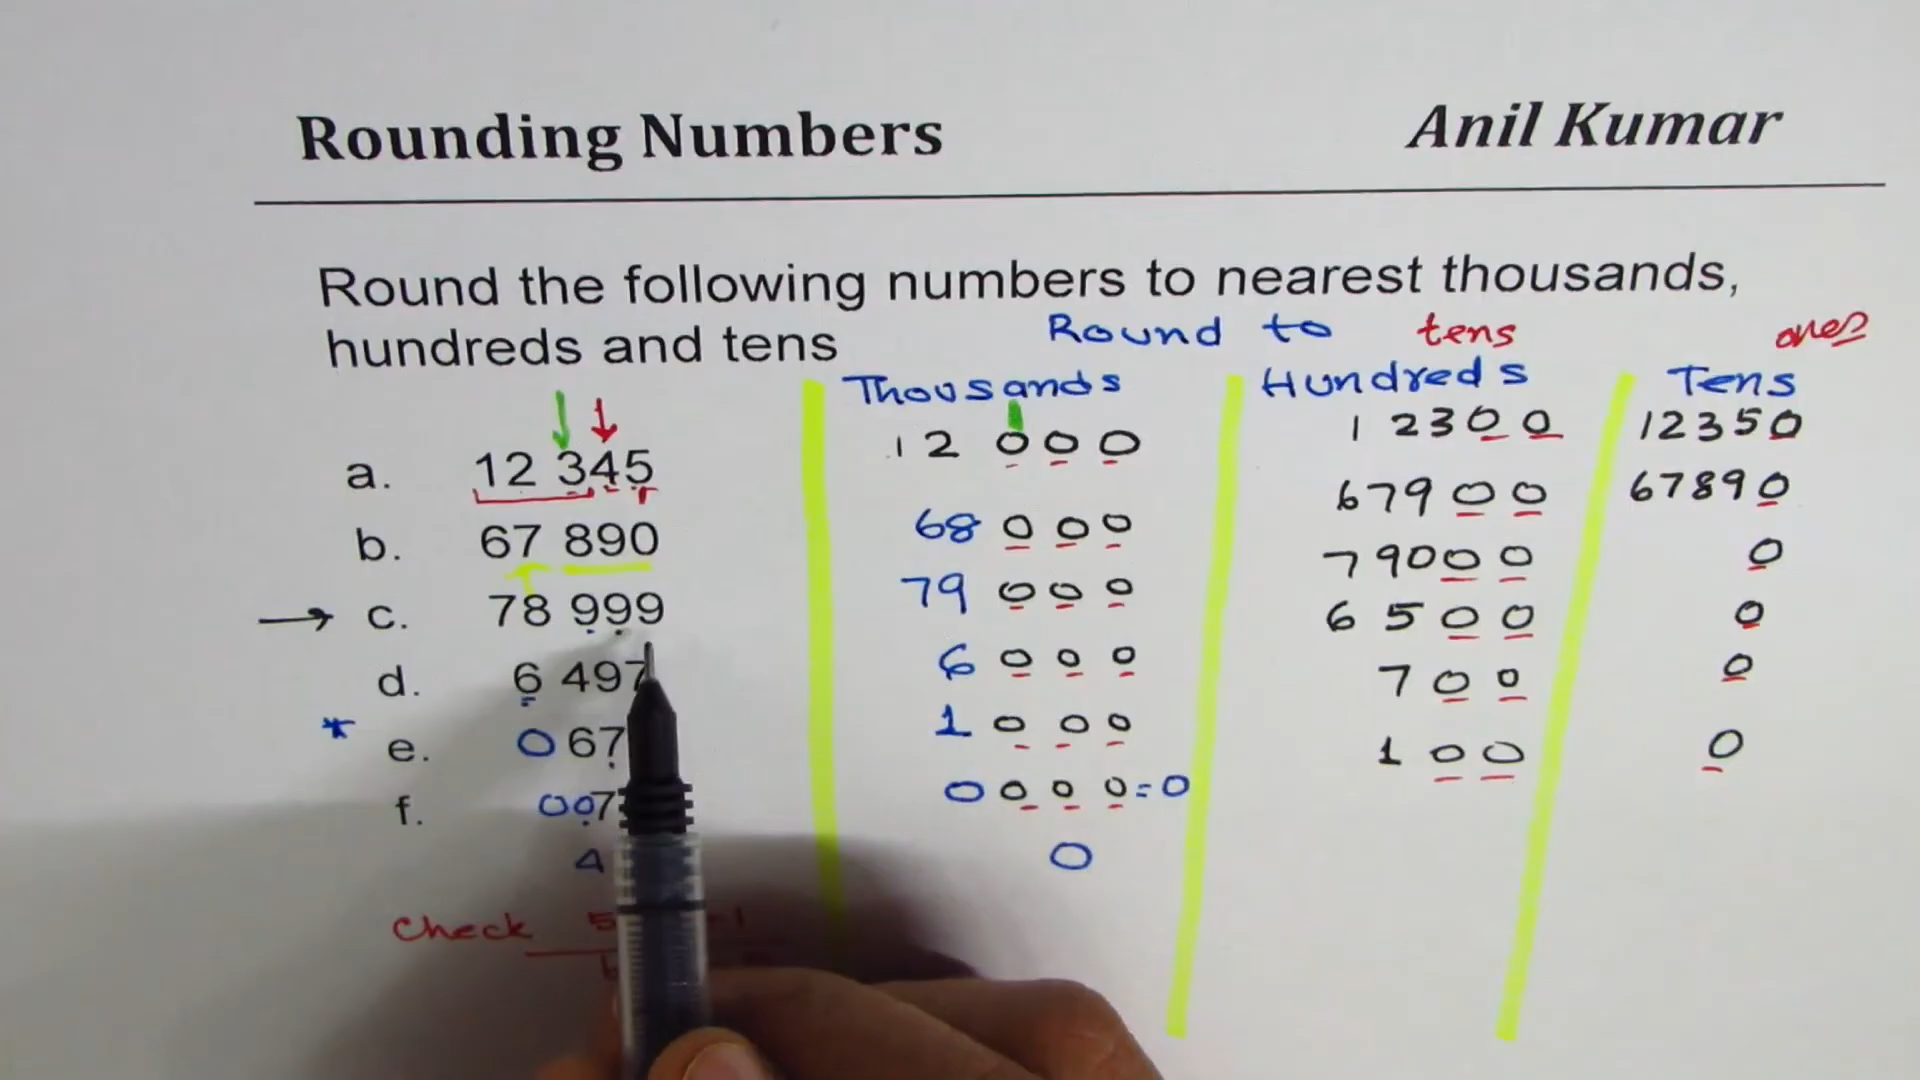 Rounding Numbers Anil Kumar
Round the following numbers to nearest thousands,
hundreds and tens
Round to tens ones
Thousands Hundreds Tens
a. 12 345 12 000 12300 12350
b. 67 890 68 000 67900 67890
c. 78 999 79 000 79000 0
d. 6 497 6 000 6500 0
e. 067 1 000 700 0
f. 007 0000=0 100 0
4 0
Check